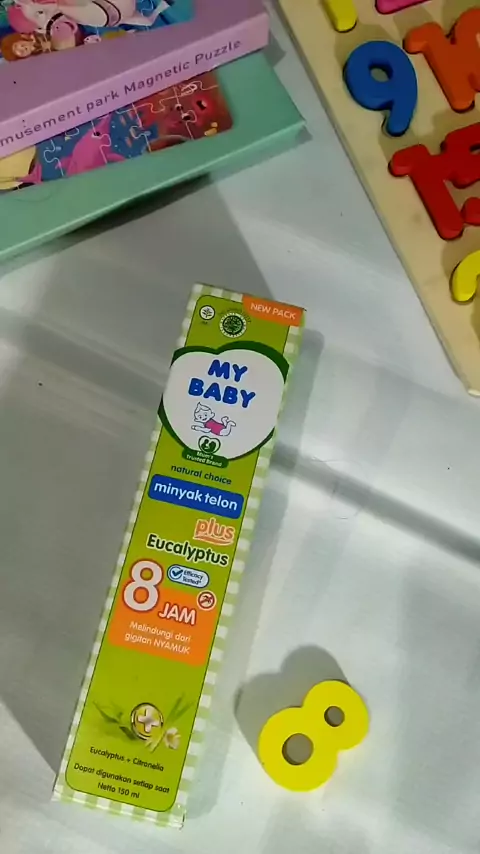 musement park Magnetic Puzzle
9
NEW PACK
MY
BABY
Mum's
Trusted Brand
natural choice
minyak telon
plus
Eucalyptus
8
JAM
Efficacy
Tested*
Melindungi dari
gigitan NYAMUK
Eucalyptus + Citronella
Dapat digunakan setiap saat
Netto 150 ml
8